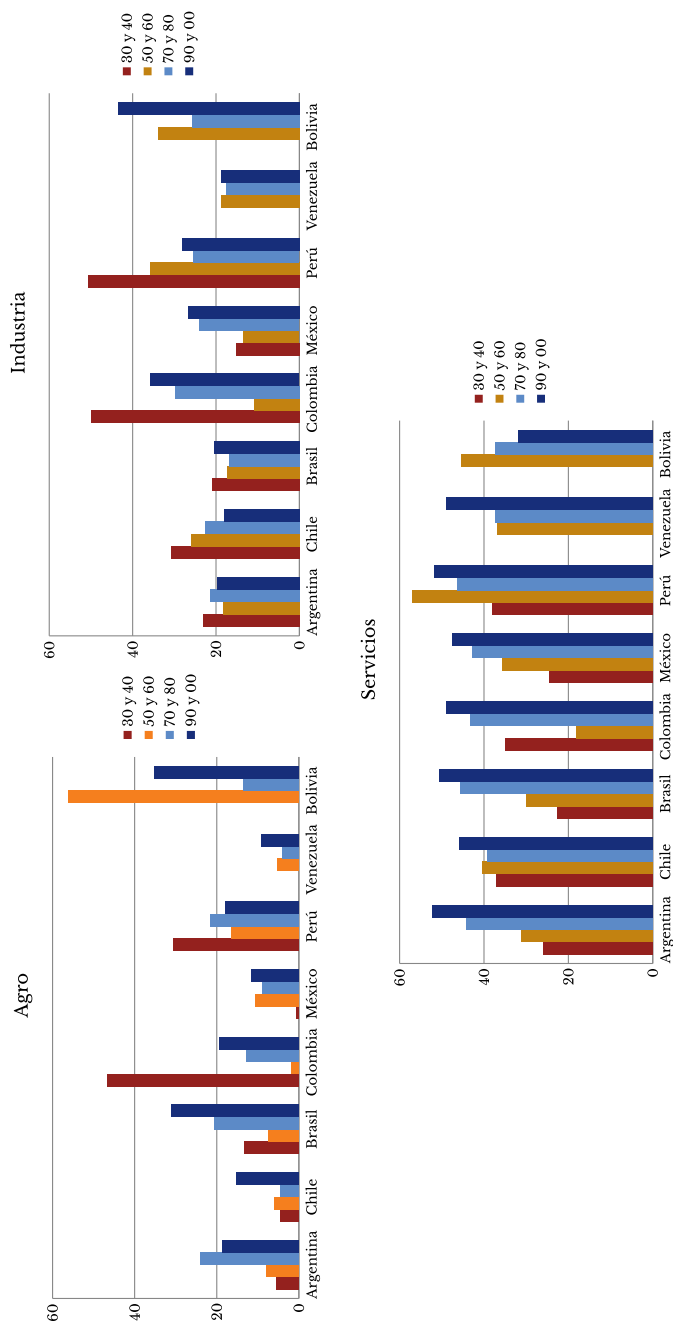 Agro
60
40
20
0
Argentina
Chile
Brasil
Colombia
México
Perú
Venezuela
Bolivia
30 y 40
50 y 60
70 y 80
90 y 00
Industria
60
40
20
0
Argentina
Chile
Brasil
Colombia
México
Perú
Venezuela
Bolivia
30 y 40
50 y 60
70 y 80
90 y 00
Servicios
60
40
20
0
Argentina
Chile
Brasil
Colombia
México
Perú
Venezuela
Bolivia
30 y 40
50 y 60
70 y 80
90 y 00